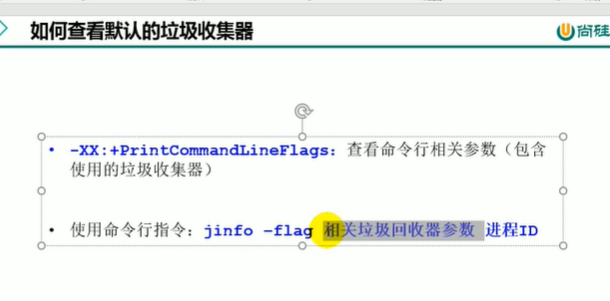 如何查看默认的垃圾收集器
尚硅
• -XX:+PrintCommandLineFlags：查看命令行相关参数（包含
使用的垃圾收集器）
• 使用命令行指令：jinfo –flag 相关垃圾回收器参数 进程ID